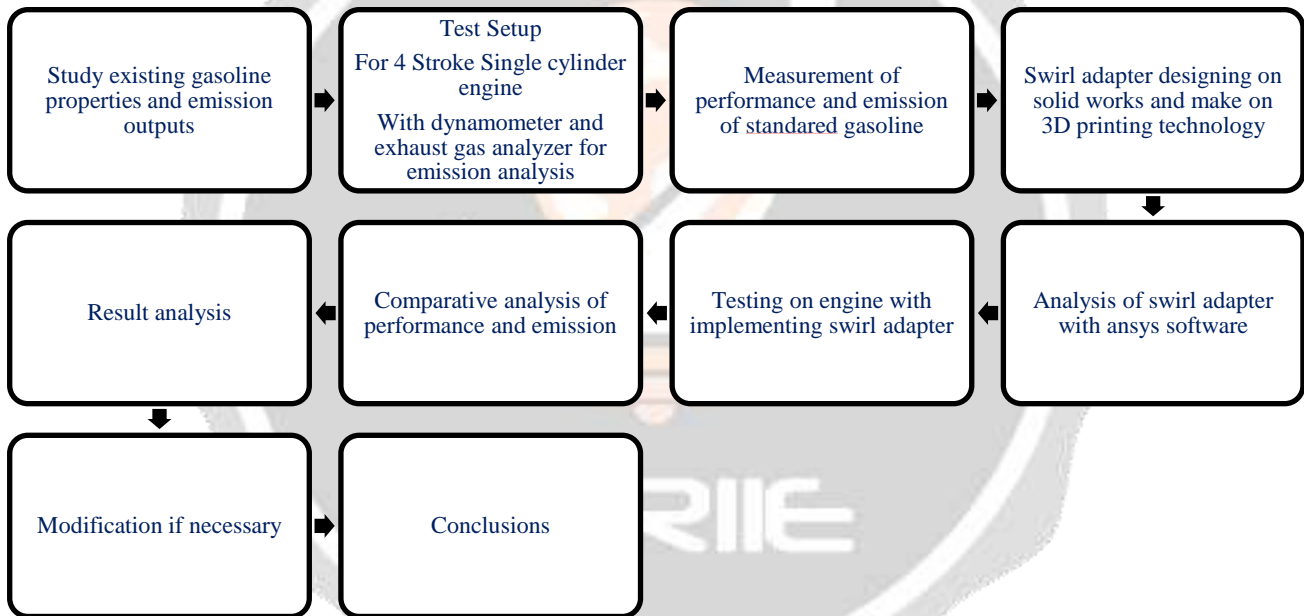 Study existing gasoline
properties and emission
outputs
Test Setup
For 4 Stroke Single cylinder
engine
With dynamometer and
exhaust gas analyzer for
emission analysis
Measurement of
performance and emission
of standared gasoline
Swirl adapter designing on
solid works and make on
3D printing technology
Analysis of swirl adapter
with ansys software
Testing on engine with
implementing swirl adapter
Comparative analysis of
performance and emission
Result analysis
Modification if necessary
Conclusions
RIIE